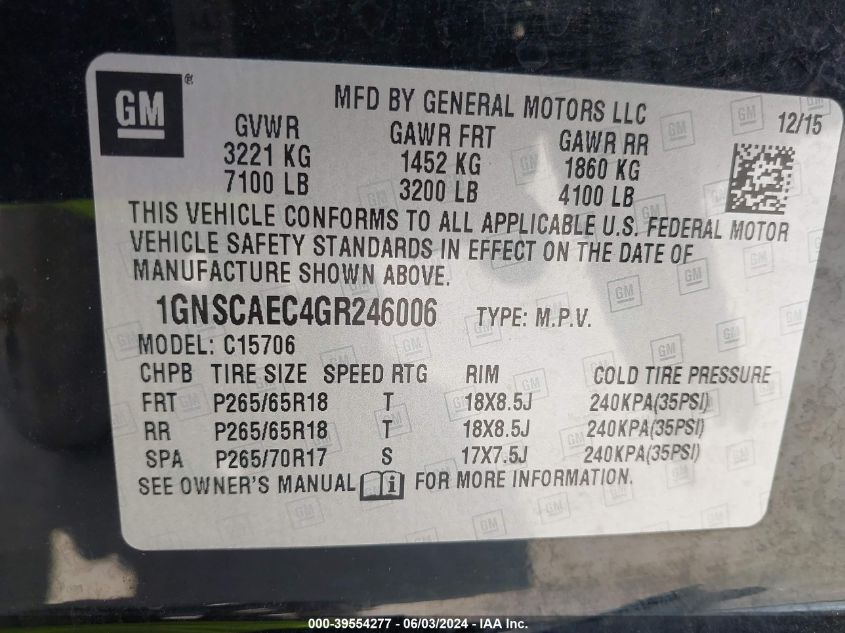 GM ®
MFD BY GENERAL MOTORS LLC
12/15
GVWR GAWR FRT GAWR RR
3221 KG 1452 KG 1860 KG
7100 LB 3200 LB 4100 LB
THIS VEHICLE CONFORMS TO ALL APPLICABLE U.S. FEDERAL MOTOR
VEHICLE SAFETY STANDARDS IN EFFECT ON THE DATE OF
MANUFACTURE SHOWN ABOVE.
1GNSCAEC4GR246006 TYPE: M.P.V.
MODEL: C15706
CHPB TIRE SIZE SPEED RTG RIM COLD TIRE PRESSURE
FRT P265/65R18 T 18X8.5J 240KPA(35PSI)
RR P265/65R18 T 18X8.5J 240KPA(35PSI)
SPA P265/70R17 S 17X7.5J 240KPA(35PSI)
SEE OWNER'S MANUAL i FOR MORE INFORMATION.
000-39554277 - 06/03/2024 - IAA Inc.